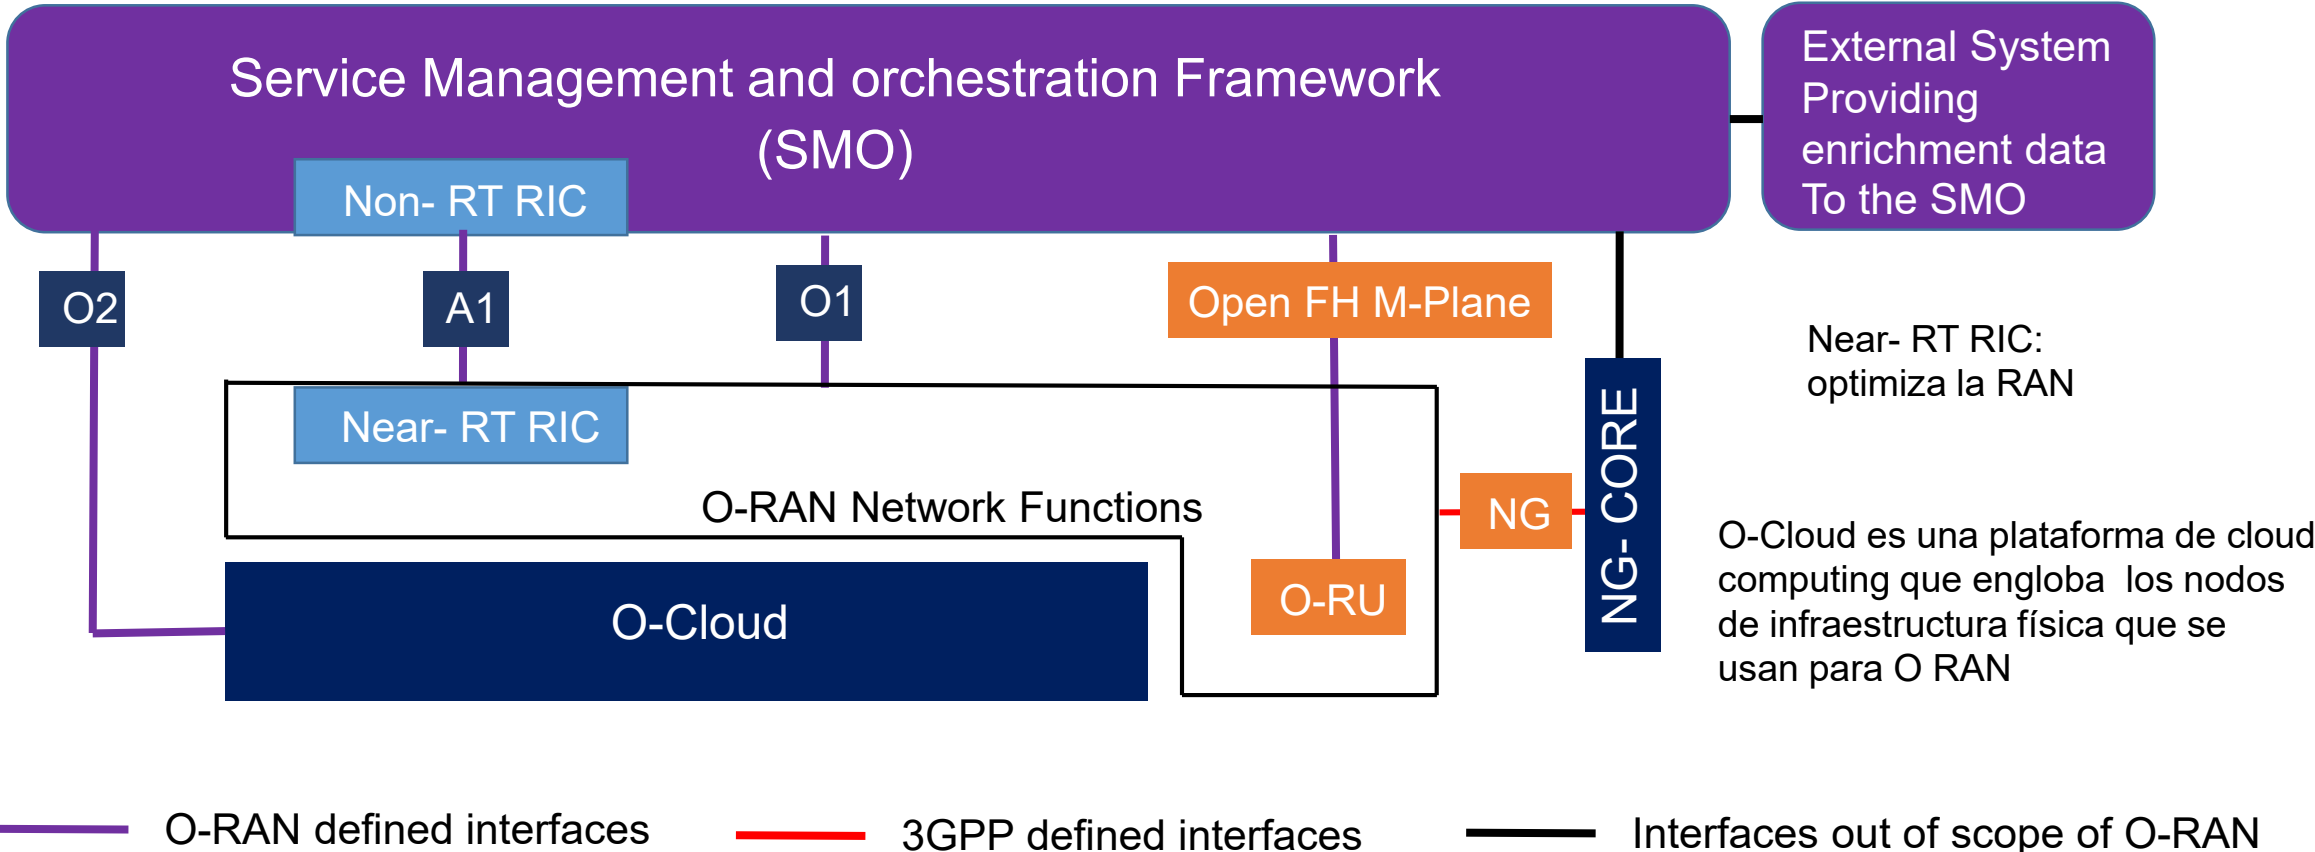 Service Management and orchestration Framework
(SMO)
External System
Providing
enrichment data
To the SMO
Non- RT RIC
O2
A1
O1
Open FH M-Plane
Near- RT RIC:
optimiza la RAN
Near- RT RIC
O-RAN Network Functions
NG
NG- CORE
O-RU
O-Cloud
O-Cloud es una plataforma de cloud
computing que engloba  los nodos
de infraestructura física que se
usan para O RAN
O-RAN defined interfaces
3GPP defined interfaces
Interfaces out of scope of O-RAN